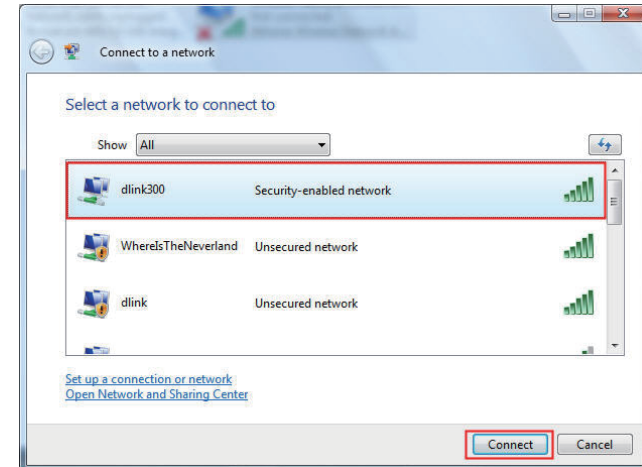 Connect to a network
Select a network to connect to
Show All
dlink300 Security-enabled network
WhereIsTheNeverland Unsecured network
dlink Unsecured network
Set up a connection or network
Open Network and Sharing Center
Connect Cancel